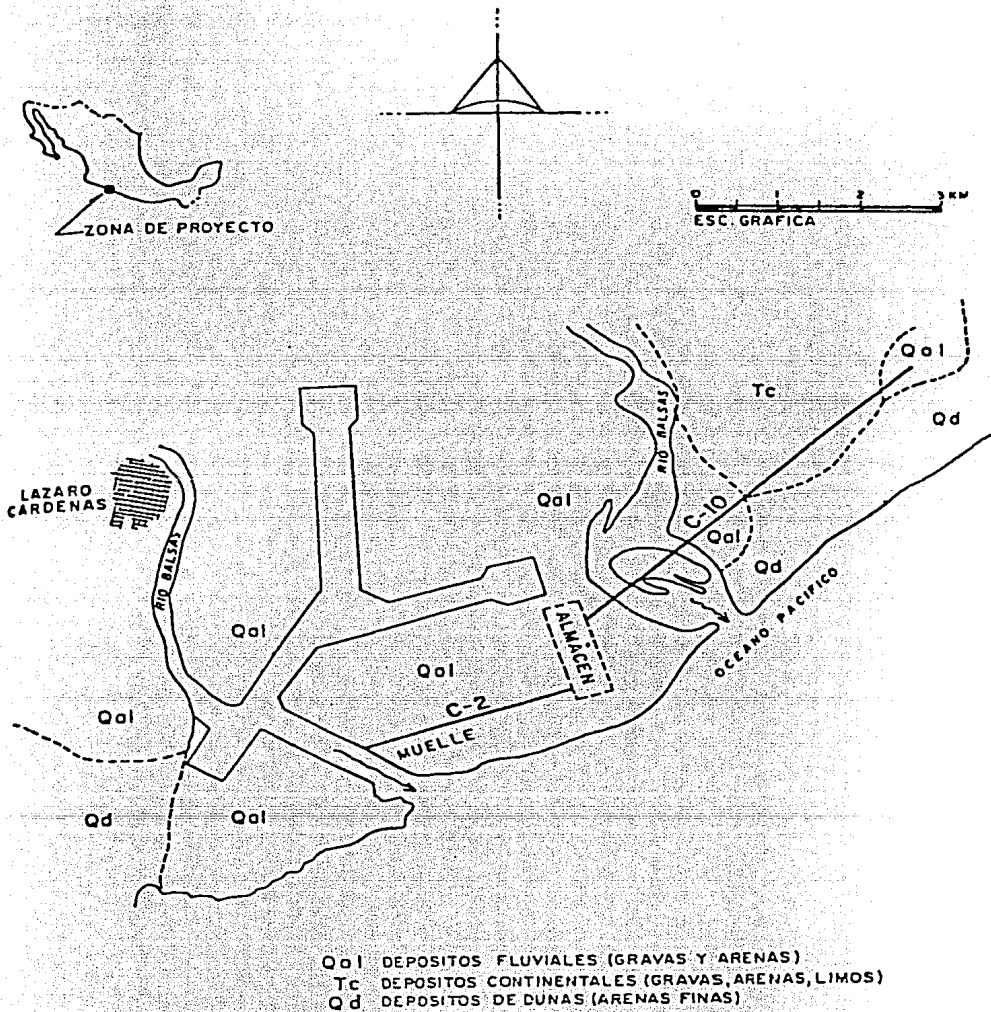 ZONA DE PROYECTO
0 1 2 3 KM
ESC. GRAFICA
Qal
Tc
Qd
RIO BALSAS
LAZARO
CARDENAS
Qal
C-10
Qal
RIO BALSAS
Qd
Qal
ALMACEN
OCEANO PACIFICO
Qal
C-2
Qal
MUELLE
Qd
Qal
Qal DEPOSITOS FLUVIALES (GRAVAS Y ARENAS)
Tc DEPOSITOS CONTINENTALES (GRAVAS, ARENAS, LIMOS)
Qd DEPOSITOS DE DUNAS (ARENAS FINAS)